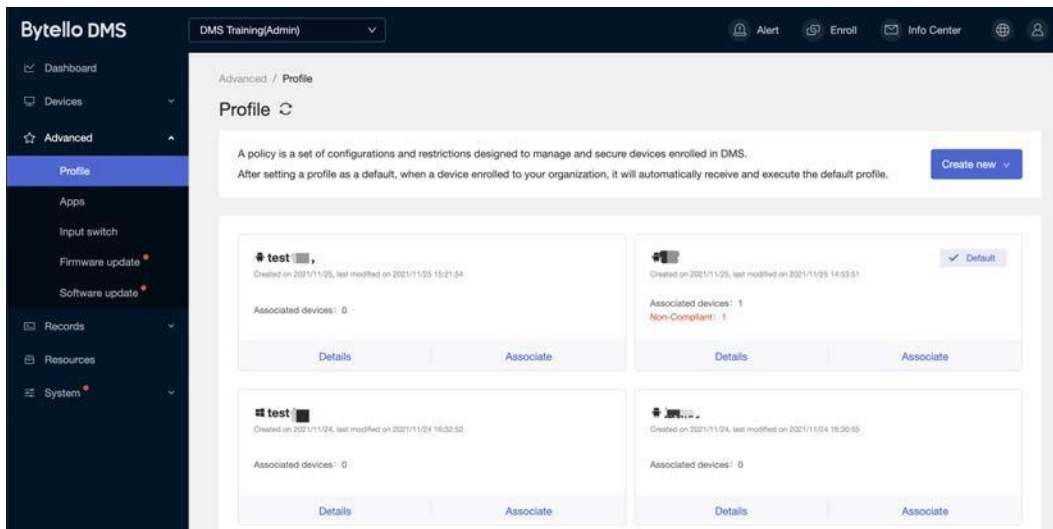 Bytello DMS
DMS Training(Admin)
Alert
Enroll
Info Center
Dashboard
Devices
Advanced
Profile
Apps
Input switch
Firmware update
Software update
Records
Resources
System
Advanced / Profile
Profile
A policy is a set of configurations and restrictions designed to manage and secure devices enrolled in DMS.
After setting a profile as a default, when a device enrolled to your organization, it will automatically receive and execute the default profile.
Create new
test ,
Created on 2021/11/25, last modified on 2021/11/25 15:21:54
Associated devices: 0
Details
Associate
Default
Created on 2021/11/25, last modified on 2021/11/25 14:53:51
Associated devices: 1
Non-Compliant: 1
Details
Associate
test
Created on 2021/11/24, last modified on 2021/11/24 16:32:52
Associated devices: 0
Details
Associate
Created on 2021/11/24, last modified on 2021/11/24 16:30:55
Associated devices: 0
Details
Associate